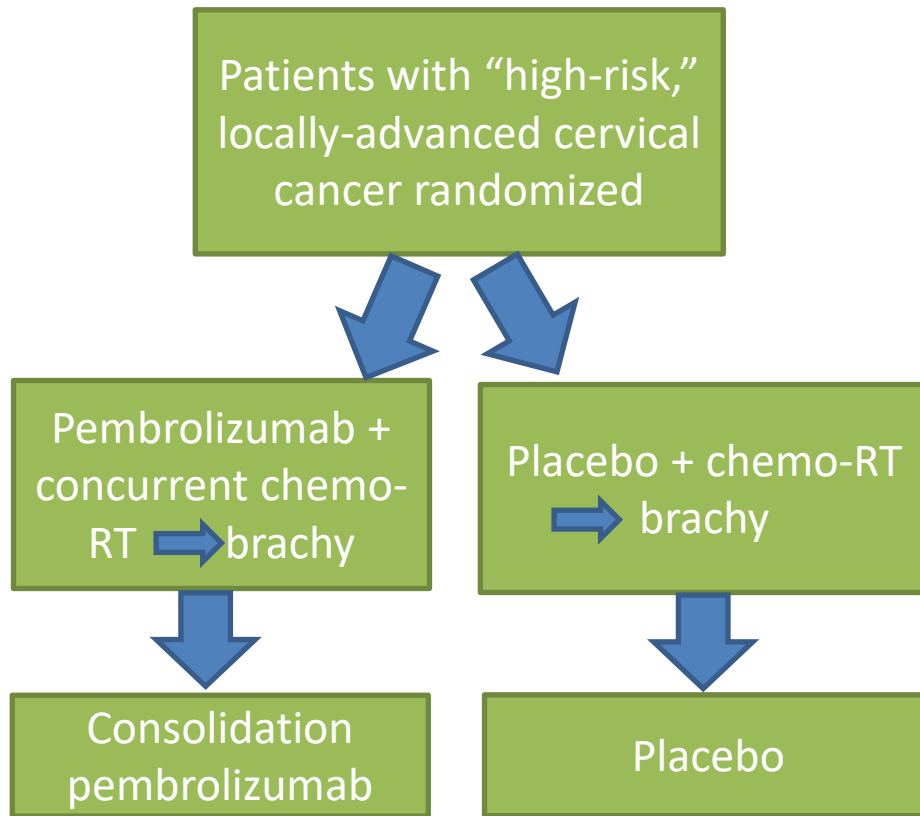 Patients with “high-risk,”
locally-advanced cervical
cancer randomized
Pembrolizumab +
concurrent chemo-
RT brachy
Placebo + chemo-RT
brachy
Consolidation
pembrolizumab
Placebo